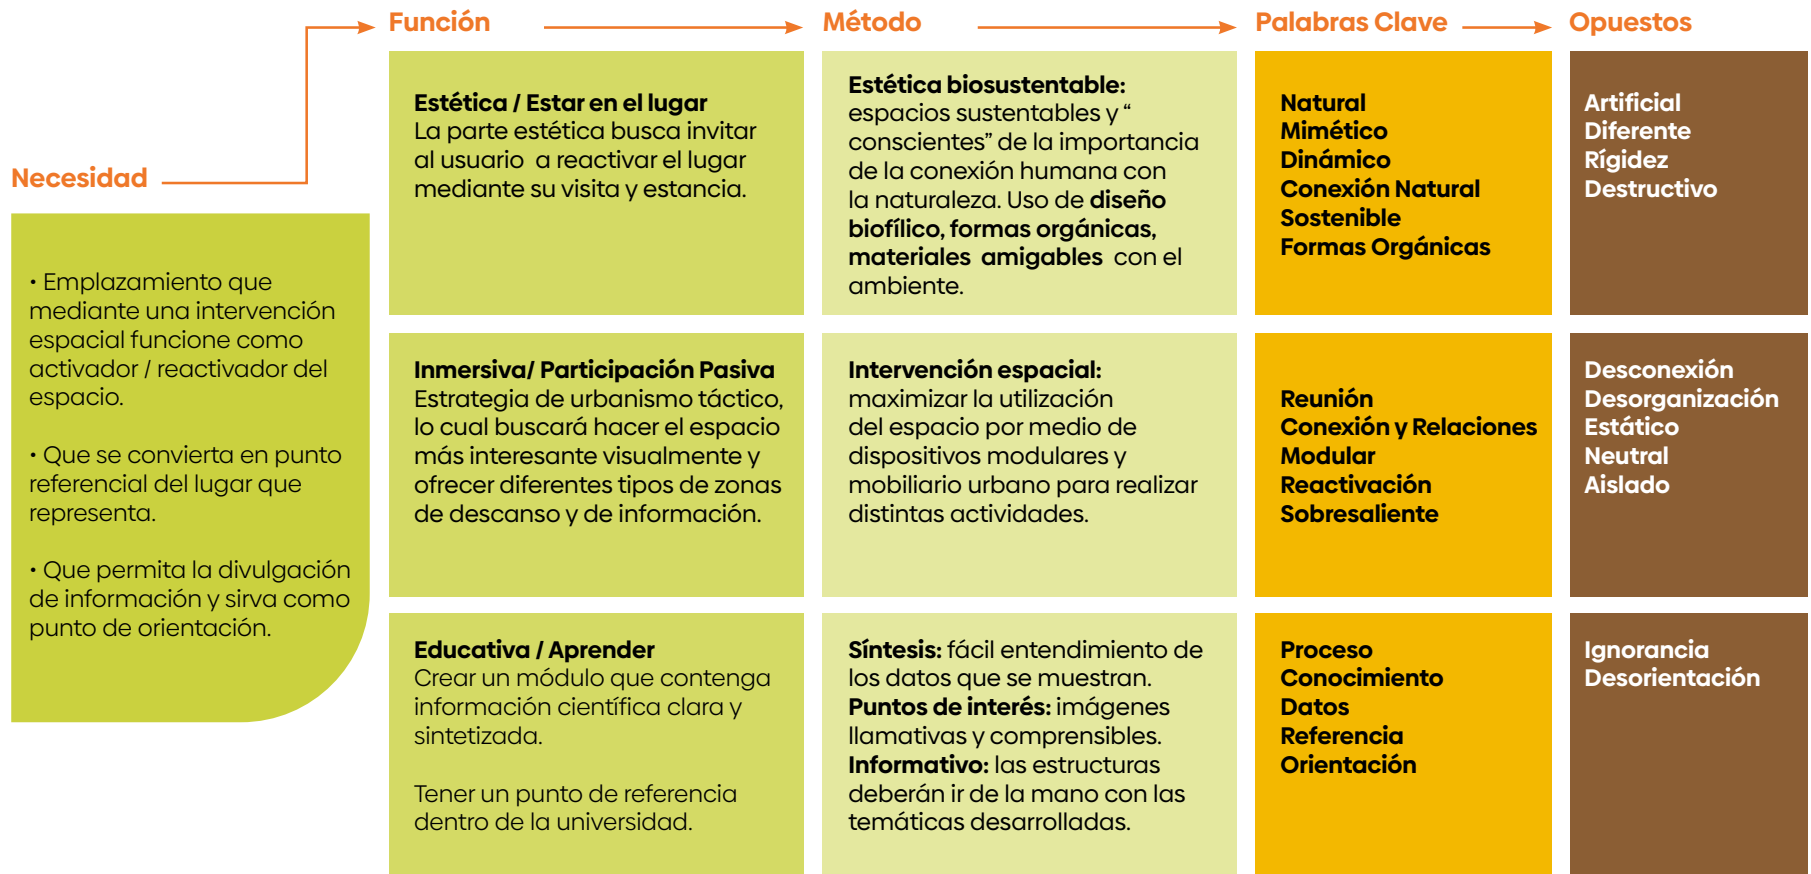 Necesidad
• Emplazamiento que
mediante una intervención
espacial funcione como
activador / reactivador del
espacio.
• Que se convierta en punto
referencial del lugar que
representa.
• Que permita la divulgación
de información y sirva como
punto de orientación.
Función
Método
Palabras Clave
Opuestos
Estética / Estar en el lugar
La parte estética busca invitar
al usuario a reactivar el lugar
mediante su visita y estancia.
Estética biosustentable:
espacios sustentables y “
conscientes” de la importancia
de la conexión humana con
la naturaleza. Uso de diseño
biofílico, formas orgánicas,
materiales amigables con el
ambiente.
Natural
Mimético
Dinámico
Conexión Natural
Sostenible
Formas Orgánicas
Artificial
Diferente
Rígidez
Destructivo
Inmersiva/ Participación Pasiva
Estrategia de urbanismo táctico,
lo cual buscará hacer el espacio
más interesante visualmente y
ofrecer diferentes tipos de zonas
de descanso y de información.
Intervención espacial:
maximizar la utilización
del espacio por medio de
dispositivos modulares y
mobiliario urbano para realizar
distintas actividades.
Reunión
Conexión y Relaciones
Modular
Reactivación
Sobresaliente
Desconexión
Desorganización
Estático
Neutral
Aislado
Educativa / Aprender
Crear un módulo que contenga
información científica clara y
sintetizada.
Tener un punto de referencia
dentro de la universidad.
Síntesis: fácil entendimiento de
los datos que se muestran.
Puntos de interés: imágenes
llamativas y comprensibles.
Informativo: las estructuras
deberán ir de la mano con las
temáticas desarrolladas.
Proceso
Conocimiento
Datos
Referencia
Orientación
Ignorancia
Desorientación